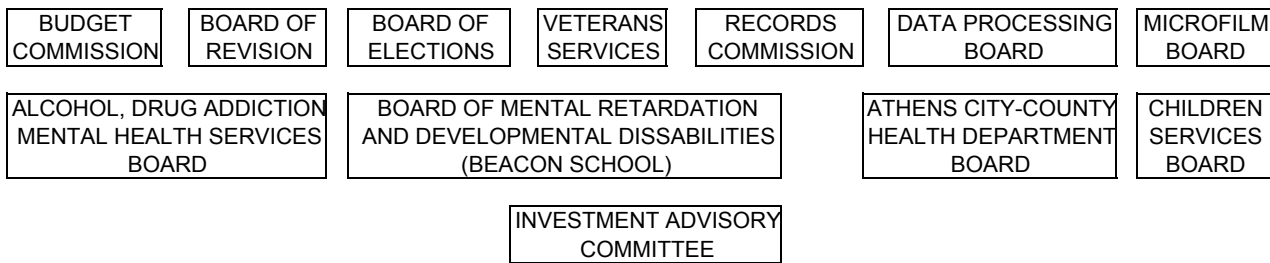 BUDGET
COMMISSION
BOARD OF
REVISION
BOARD OF
ELECTIONS
VETERANS
SERVICES
RECORDS
COMMISSION
DATA PROCESSING
BOARD
MICROFILM
BOARD
ALCOHOL, DRUG ADDICTION
MENTAL HEALTH SERVICES
BOARD
BOARD OF MENTAL RETARDATION
AND DEVELOPMENTAL DISSABILITIES
(BEACON SCHOOL)
ATHENS CITY-COUNTY
HEALTH DEPARTMENT
BOARD
CHILDREN
SERVICES
BOARD
INVESTMENT ADVISORY
COMMITTEE